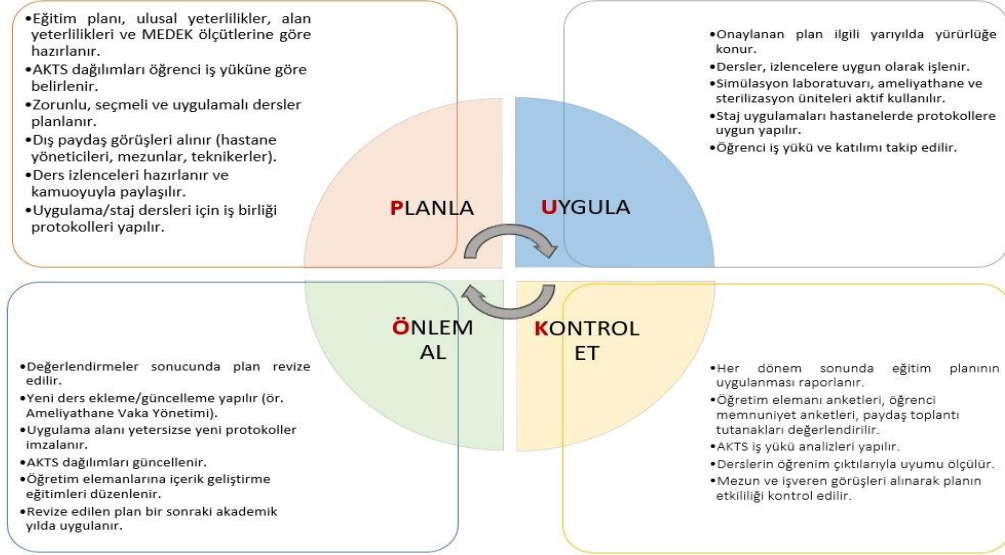 •Eğitim planı, ulusal yeterlilikler, alan
yeterlilikleri ve MEDEK ölçütlerine göre
hazırlanır.
•AKTS dağılımları öğrenci iş yüküne göre
belirlenir.
•Zorunlu, seçmeli ve uygulamalı dersler
planlanır.
•Dış paydaş görüşleri alınır (hastane
yöneticileri, mezunlar, teknikerler).
•Ders izlenceleri hazırlanır ve
kamuoyuyla paylaşılır.
•Uygulama/staj dersleri için iş birliği
protokolleri yapılır.
•Onaylanan plan ilgili yarıyılda yürürlüğe
konur.
•Dersler, izlencelere uygun olarak işlenir.
•Simülasyon laboratuvarı, ameliyathane ve
sterilizasyon üniteleri aktif kullanılır.
•Staj uygulamaları hastanelerde protokollere
uygun yapılır.
•Öğrenci iş yükü ve katılımı takip edilir.
PLANLA
UYGULA
ÖNLEM
AL
KONTROL
ET
•Değerlendirmeler sonucunda plan revize
edilir.
•Yeni ders ekleme/güncelleme yapılır (ör.
Ameliyathane Vaka Yönetimi).
•Uygulama alanı yetersizse yeni protokoller
imzalanır.
•AKTS dağılımları güncellenir.
•Öğretim elemanlarına içerik geliştirme
eğitimleri düzenlenir.
•Revize edilen plan bir sonraki akademik
yılda uygulanır.
•Her dönem sonunda eğitim planının
uygulanması raporlanır.
•Öğretim elemanı anketleri, öğrenci
memnuniyet anketleri, paydaş toplantı
tutanakları değerlendirilir.
•AKTS iş yükü analizleri yapılır.
•Derslerin öğrenim çıktılarıyla uyumu ölçülür.
•Mezun ve işveren görüşleri alınarak planın
etkililiği kontrol edilir.